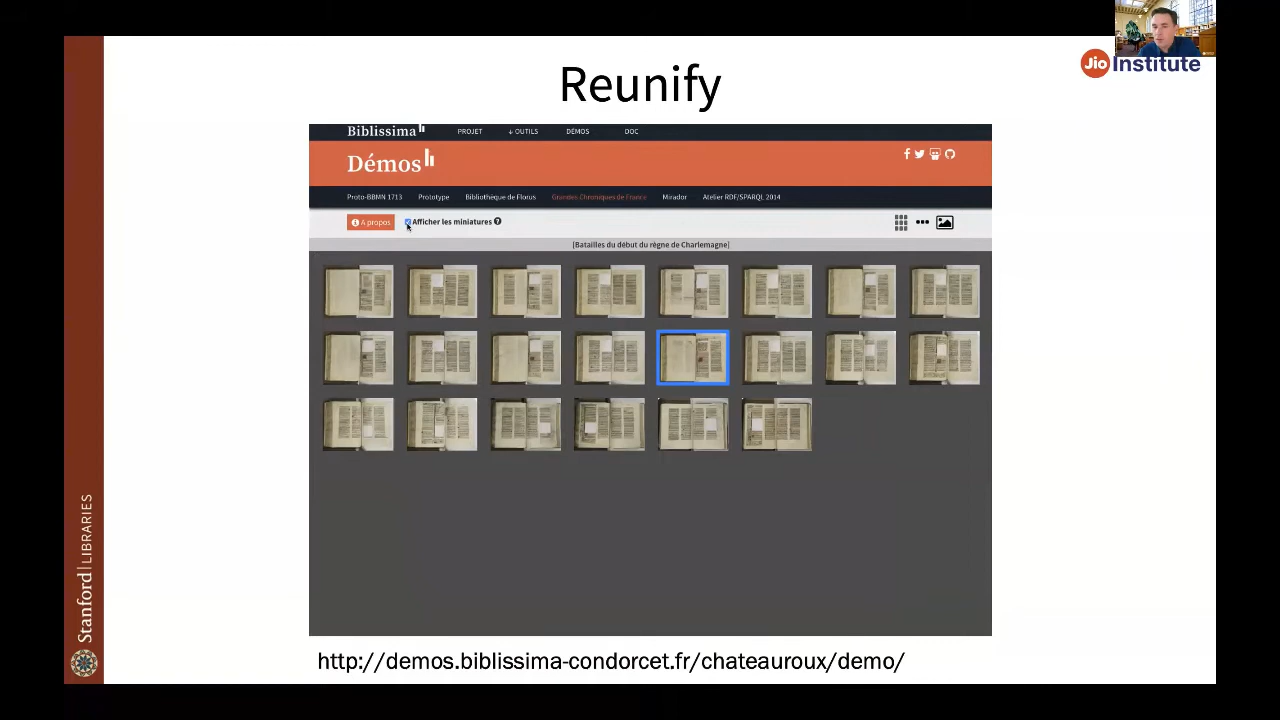 Reunify
Jio Institute
Biblissima PROJET ↓ OUTILS DÉMOS DOC
Démos
Proto-BBMN 1713 Prototype Bibliothèque de Florus Grandes Chroniques de France Mirador Atelier RDF/SPARQL 2014
A propos Afficher les miniatures
[Batailles du début du règne de Charlemagne]
http://demos.biblissima-condorcet.fr/chateauroux/demo/
Stanford | LIBRARIES